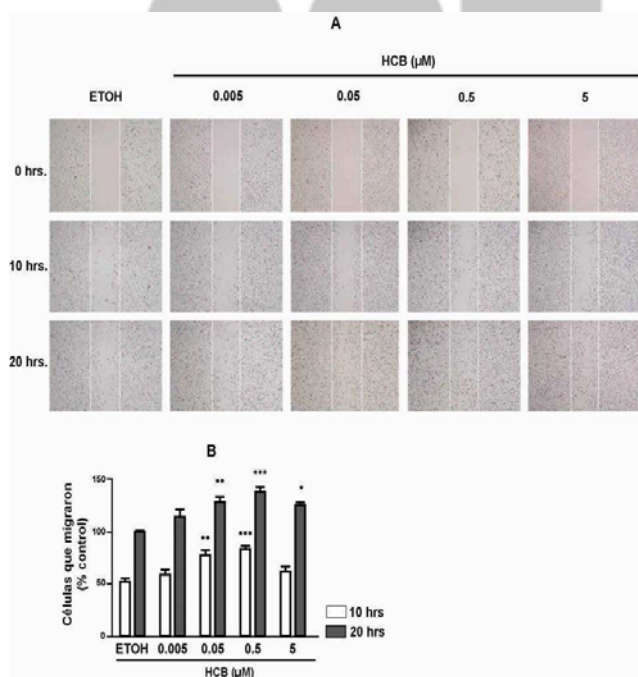 A
HCB (µM)
ETOH 0.005 0.05 0.5 5
0 hrs.
10 hrs.
20 hrs.
B
Células que migraron
(% control)
150
100
50
0
** *** ** *** *
ETOH 0.005 0.05 0.5 5
HCB (µM)
10 hrs
20 hrs